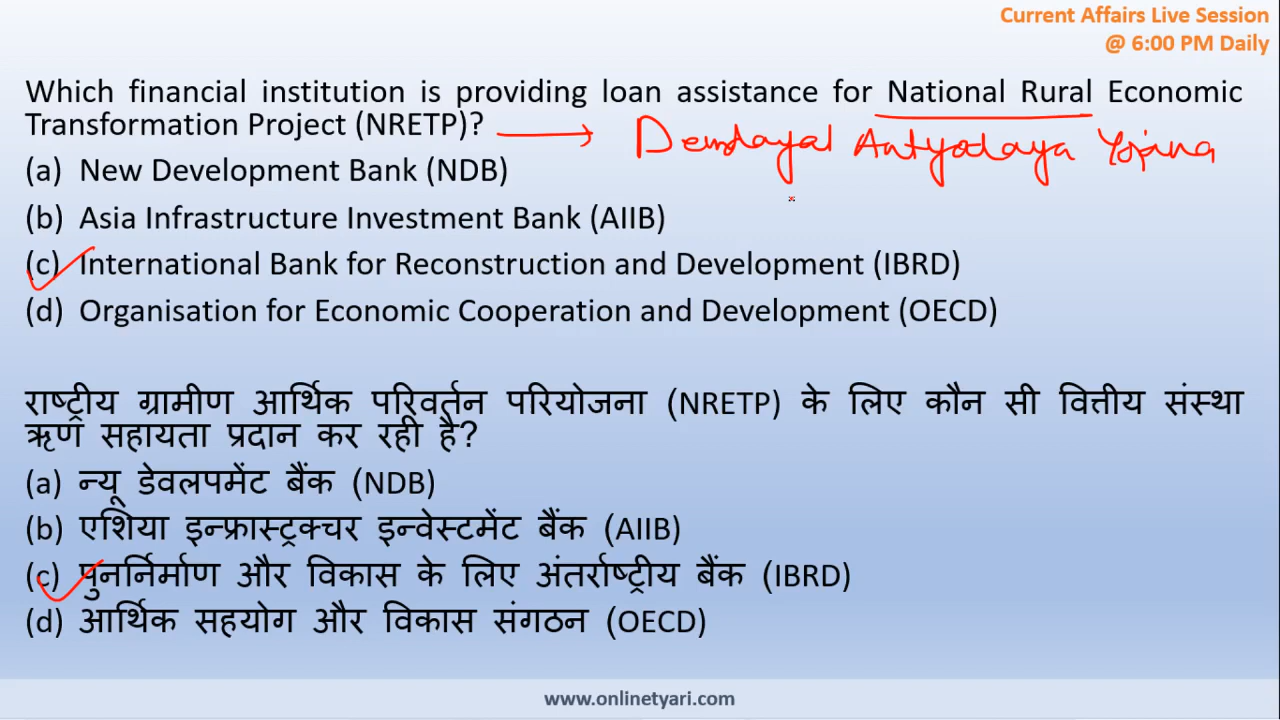 Current Affairs Live Session
@ 6:00 PM Daily
Which financial institution is providing loan assistance for National Rural Economic
Transformation Project (NRETP)?
Deendayal Antyodaya Yojana
(a) New Development Bank (NDB)
(b) Asia Infrastructure Investment Bank (AIIB)
(c) International Bank for Reconstruction and Development (IBRD)
(d) Organisation for Economic Cooperation and Development (OECD)
राष्ट्रीय ग्रामीण आर्थिक परिवर्तन परियोजना (NRETP) के लिए कौन सी वित्तीय संस्था
ऋण सहायता प्रदान कर रही है?
(a) न्यू डेवलपमेंट बैंक (NDB)
(b) एशिया इन्फ्रास्ट्रक्चर इन्वेस्टमेंट बैंक (AIIB)
(c) पुनर्निर्माण और विकास के लिए अंतर्राष्ट्रीय बैंक (IBRD)
(d) आर्थिक सहयोग और विकास संगठन (OECD)
www.onlinetyari.com